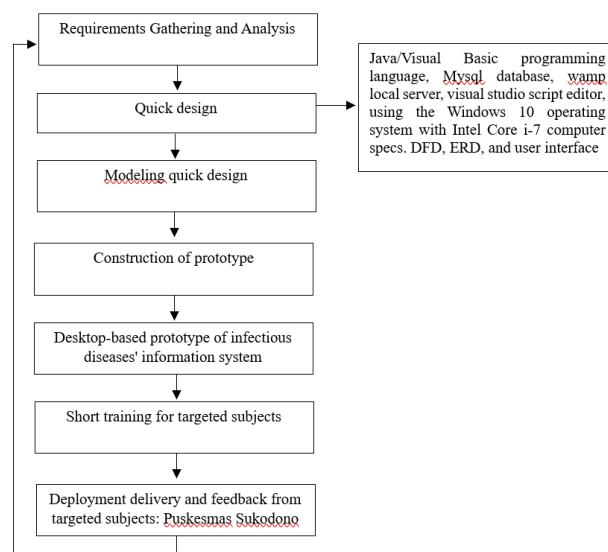 Requirements Gathering and Analysis
Quick design
Java/Visual Basic programming
language, Mysql database, wamp
local server, visual studio script editor,
using the Windows 10 operating
system with Intel Core i-7 computer
specs. DFD, ERD, and user interface
Modeling quick design
Construction of prototype
Desktop-based prototype of infectious
diseases' information system
Short training for targeted subjects
Deployment delivery and feedback from
targeted subjects: Puskesmas Sukodono